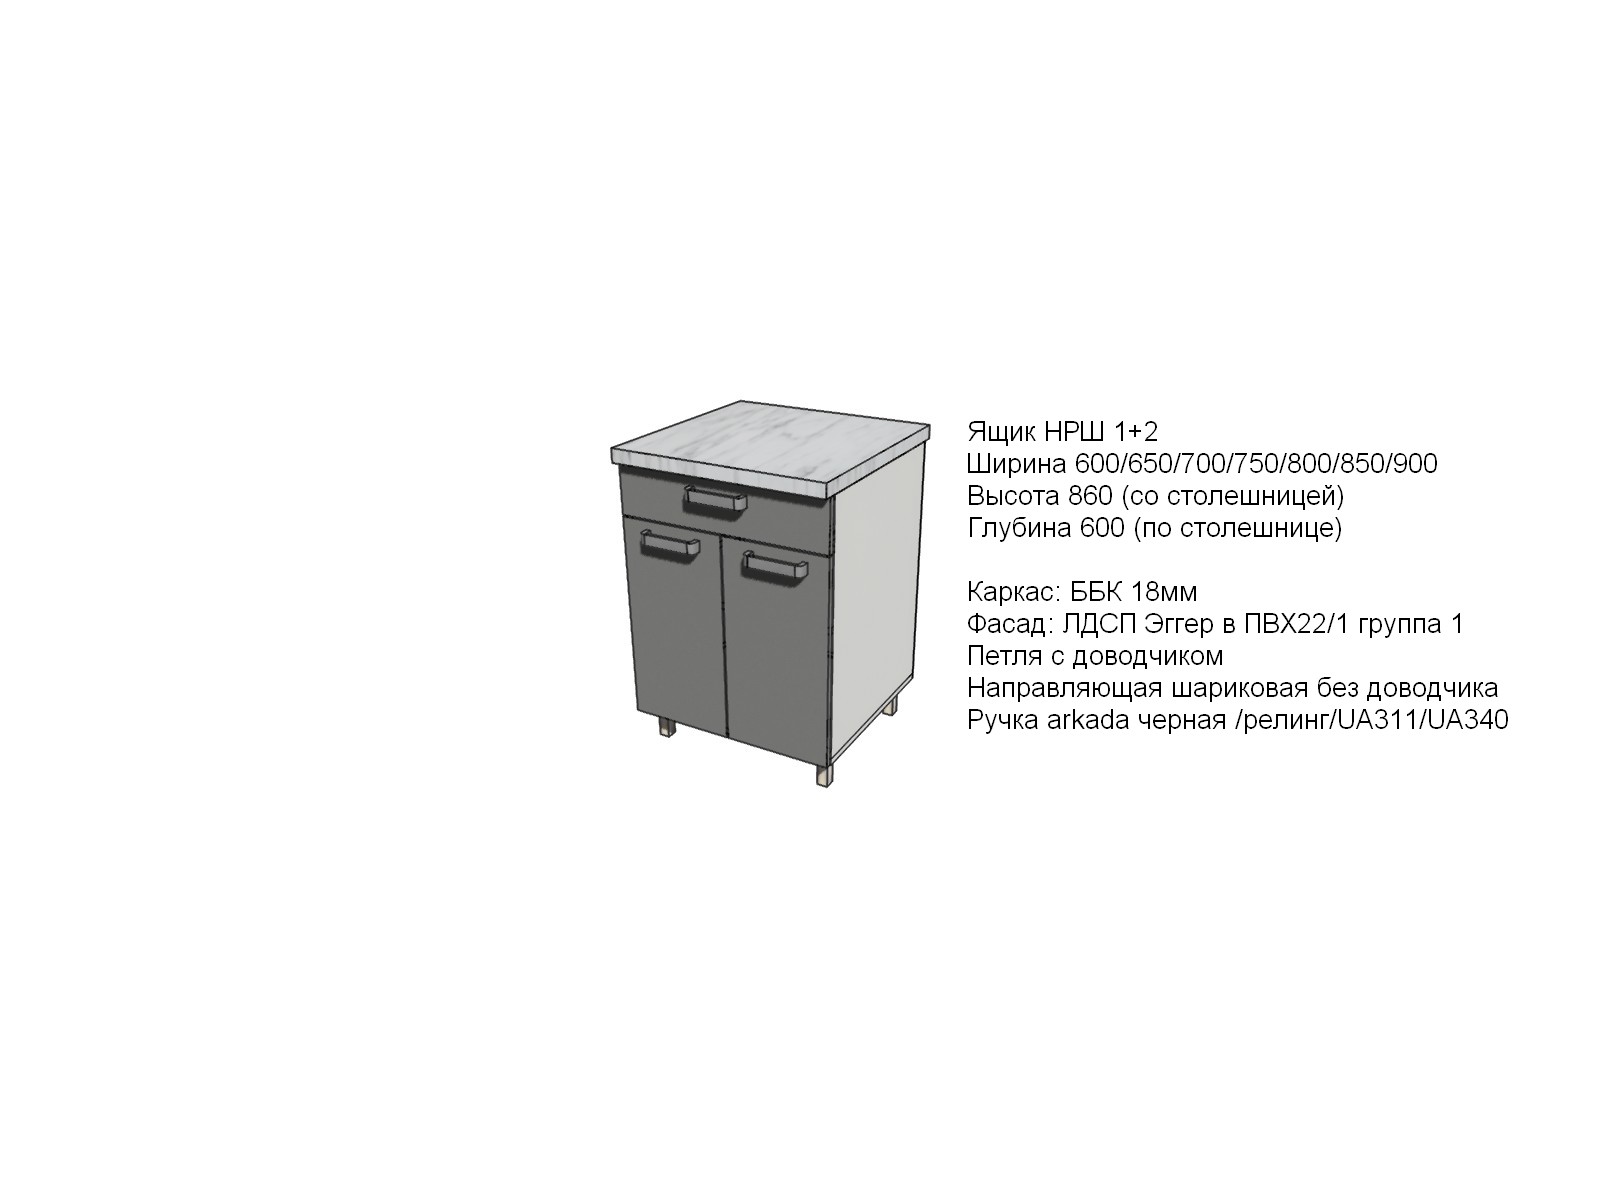 Ящик НРШ 1+2
Ширина 600/650/700/750/800/850/900
Высота 860 (со столешницей)
Глубина 600 (по столешнице)
Каркас: ББК 18мм
Фасад: ЛДСП Эггер в ПВХ22/1 группа 1
Петля с доводчиком
Направляющая шариковая без доводчика
Ручка arkada черная /релинг/UA311/UA340